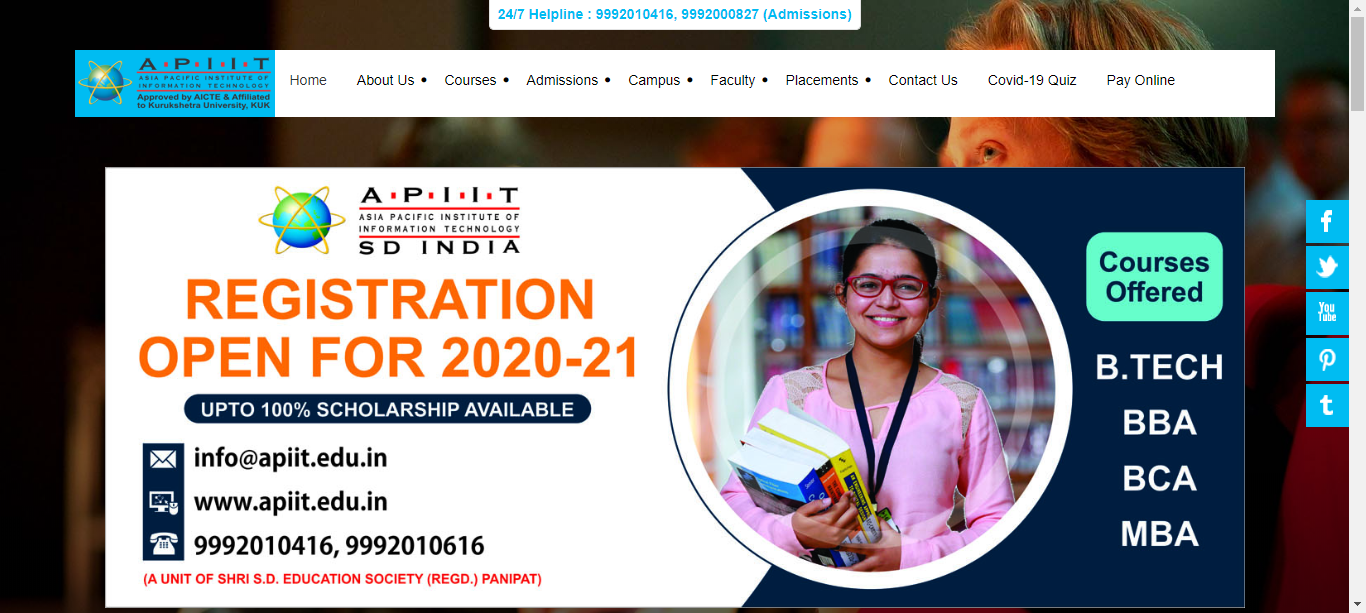 24/7 Helpline : 9992010416, 9992000827 (Admissions)
A·P·I·I·T
ASIA PACIFIC INSTITUTE OF
INFORMATION TECHNOLOGY
Approved by AICTE & Affiliated
to Kurukshetra University, KUK
Home About Us • Courses • Admissions • Campus • Faculty • Placements • Contact Us Covid-19 Quiz Pay Online
A·P·I·I·T
ASIA PACIFIC INSTITUTE OF
INFORMATION TECHNOLOGY
SD INDIA
REGISTRATION
OPEN FOR 2020-21
UPTO 100% SCHOLARSHIP AVAILABLE
info@apiit.edu.in
www.apiit.edu.in
9992010416, 9992010616
(A UNIT OF SHRI S.D. EDUCATION SOCIETY (REGD.) PANIPAT)
Courses
Offered
B.TECH
BBA
BCA
MBA
You
Tube